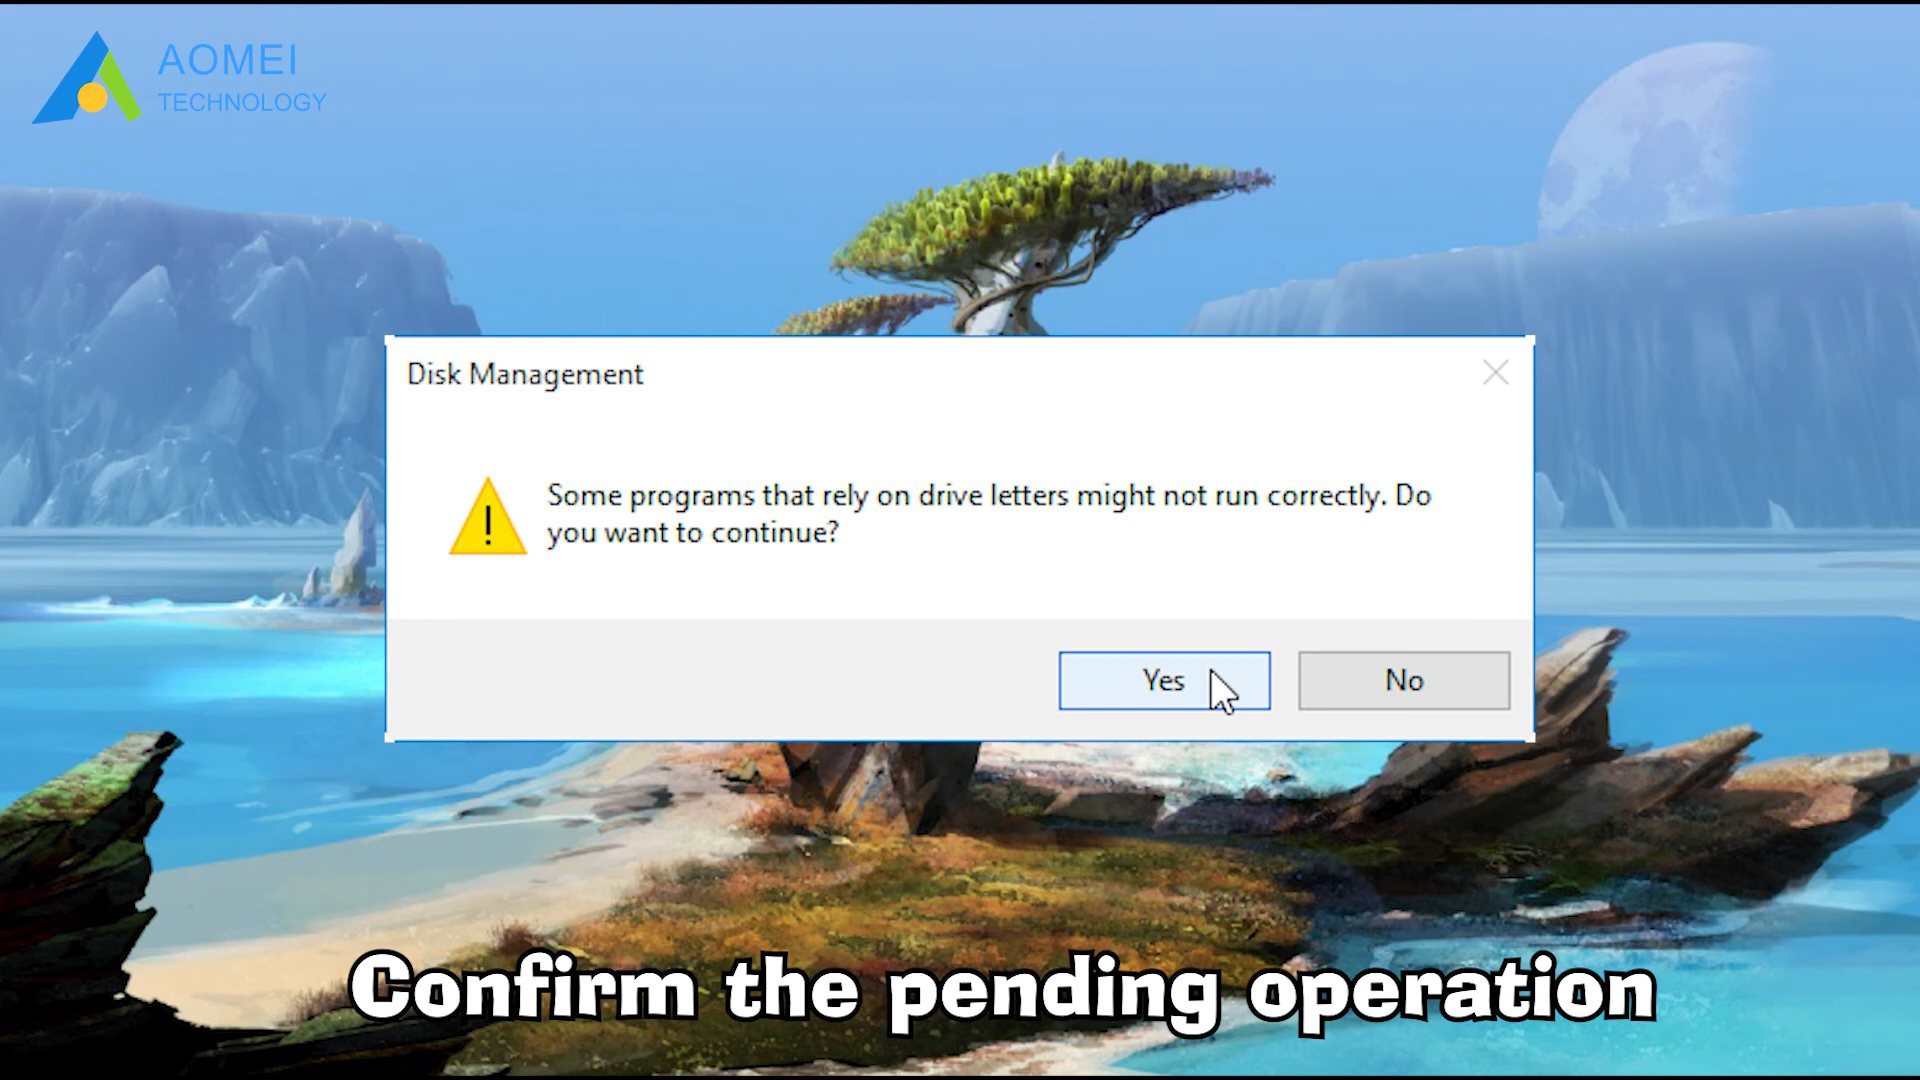 AOMEI
TECHNOLOGY
Disk Management
Some programs that rely on drive letters might not run correctly. Do
you want to continue?
Yes
No
Confirm the pending operation